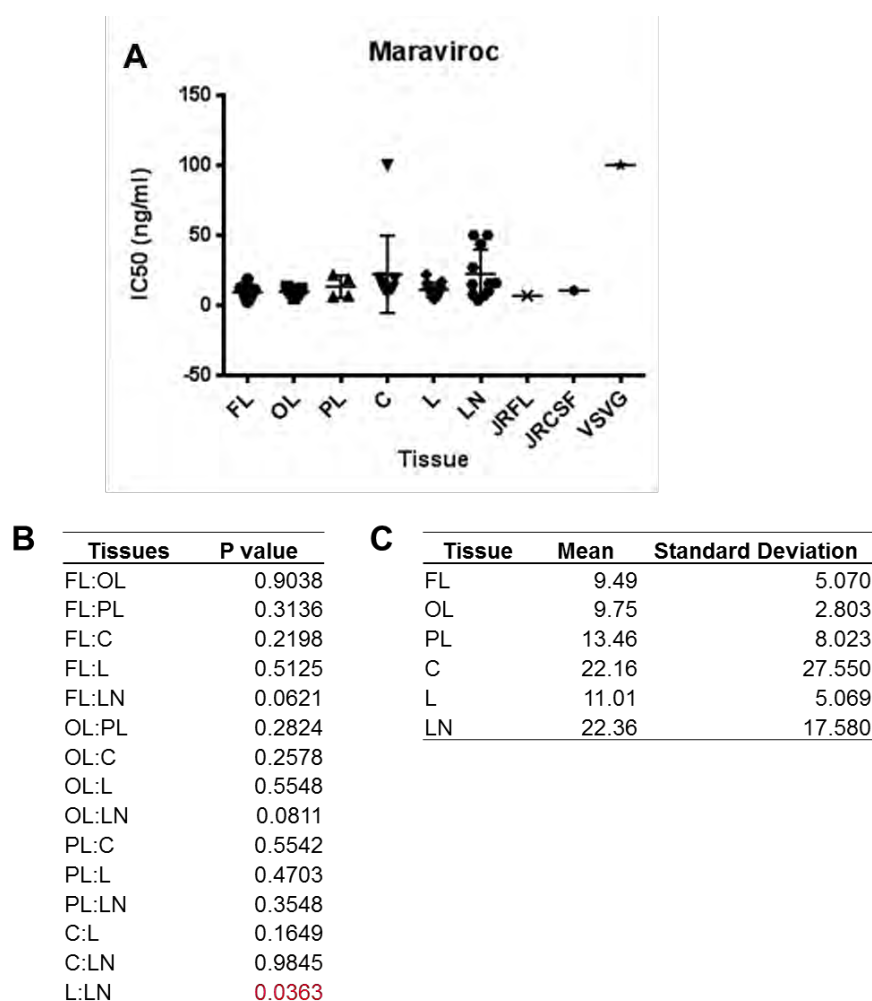 A
Maraviroc
150
100
50
0
-50
IC50 (ng/ml)
FL OL PL C L LN JRFL JRCSF VSVG
Tissue
B
Tissues P value
FL:OL 0.9038
FL:PL 0.3136
FL:C 0.2198
FL:L 0.5125
FL:LN 0.0621
OL:PL 0.2824
OL:C 0.2578
OL:L 0.5548
OL:LN 0.0811
PL:C 0.5542
PL:L 0.4703
PL:LN 0.3548
C:L 0.1649
C:LN 0.9845
L:LN 0.0363
C
Tissue Mean Standard Deviation
FL 9.49 5.070
OL 9.75 2.803
PL 13.46 8.023
C 22.16 27.550
L 11.01 5.069
LN 22.36 17.580